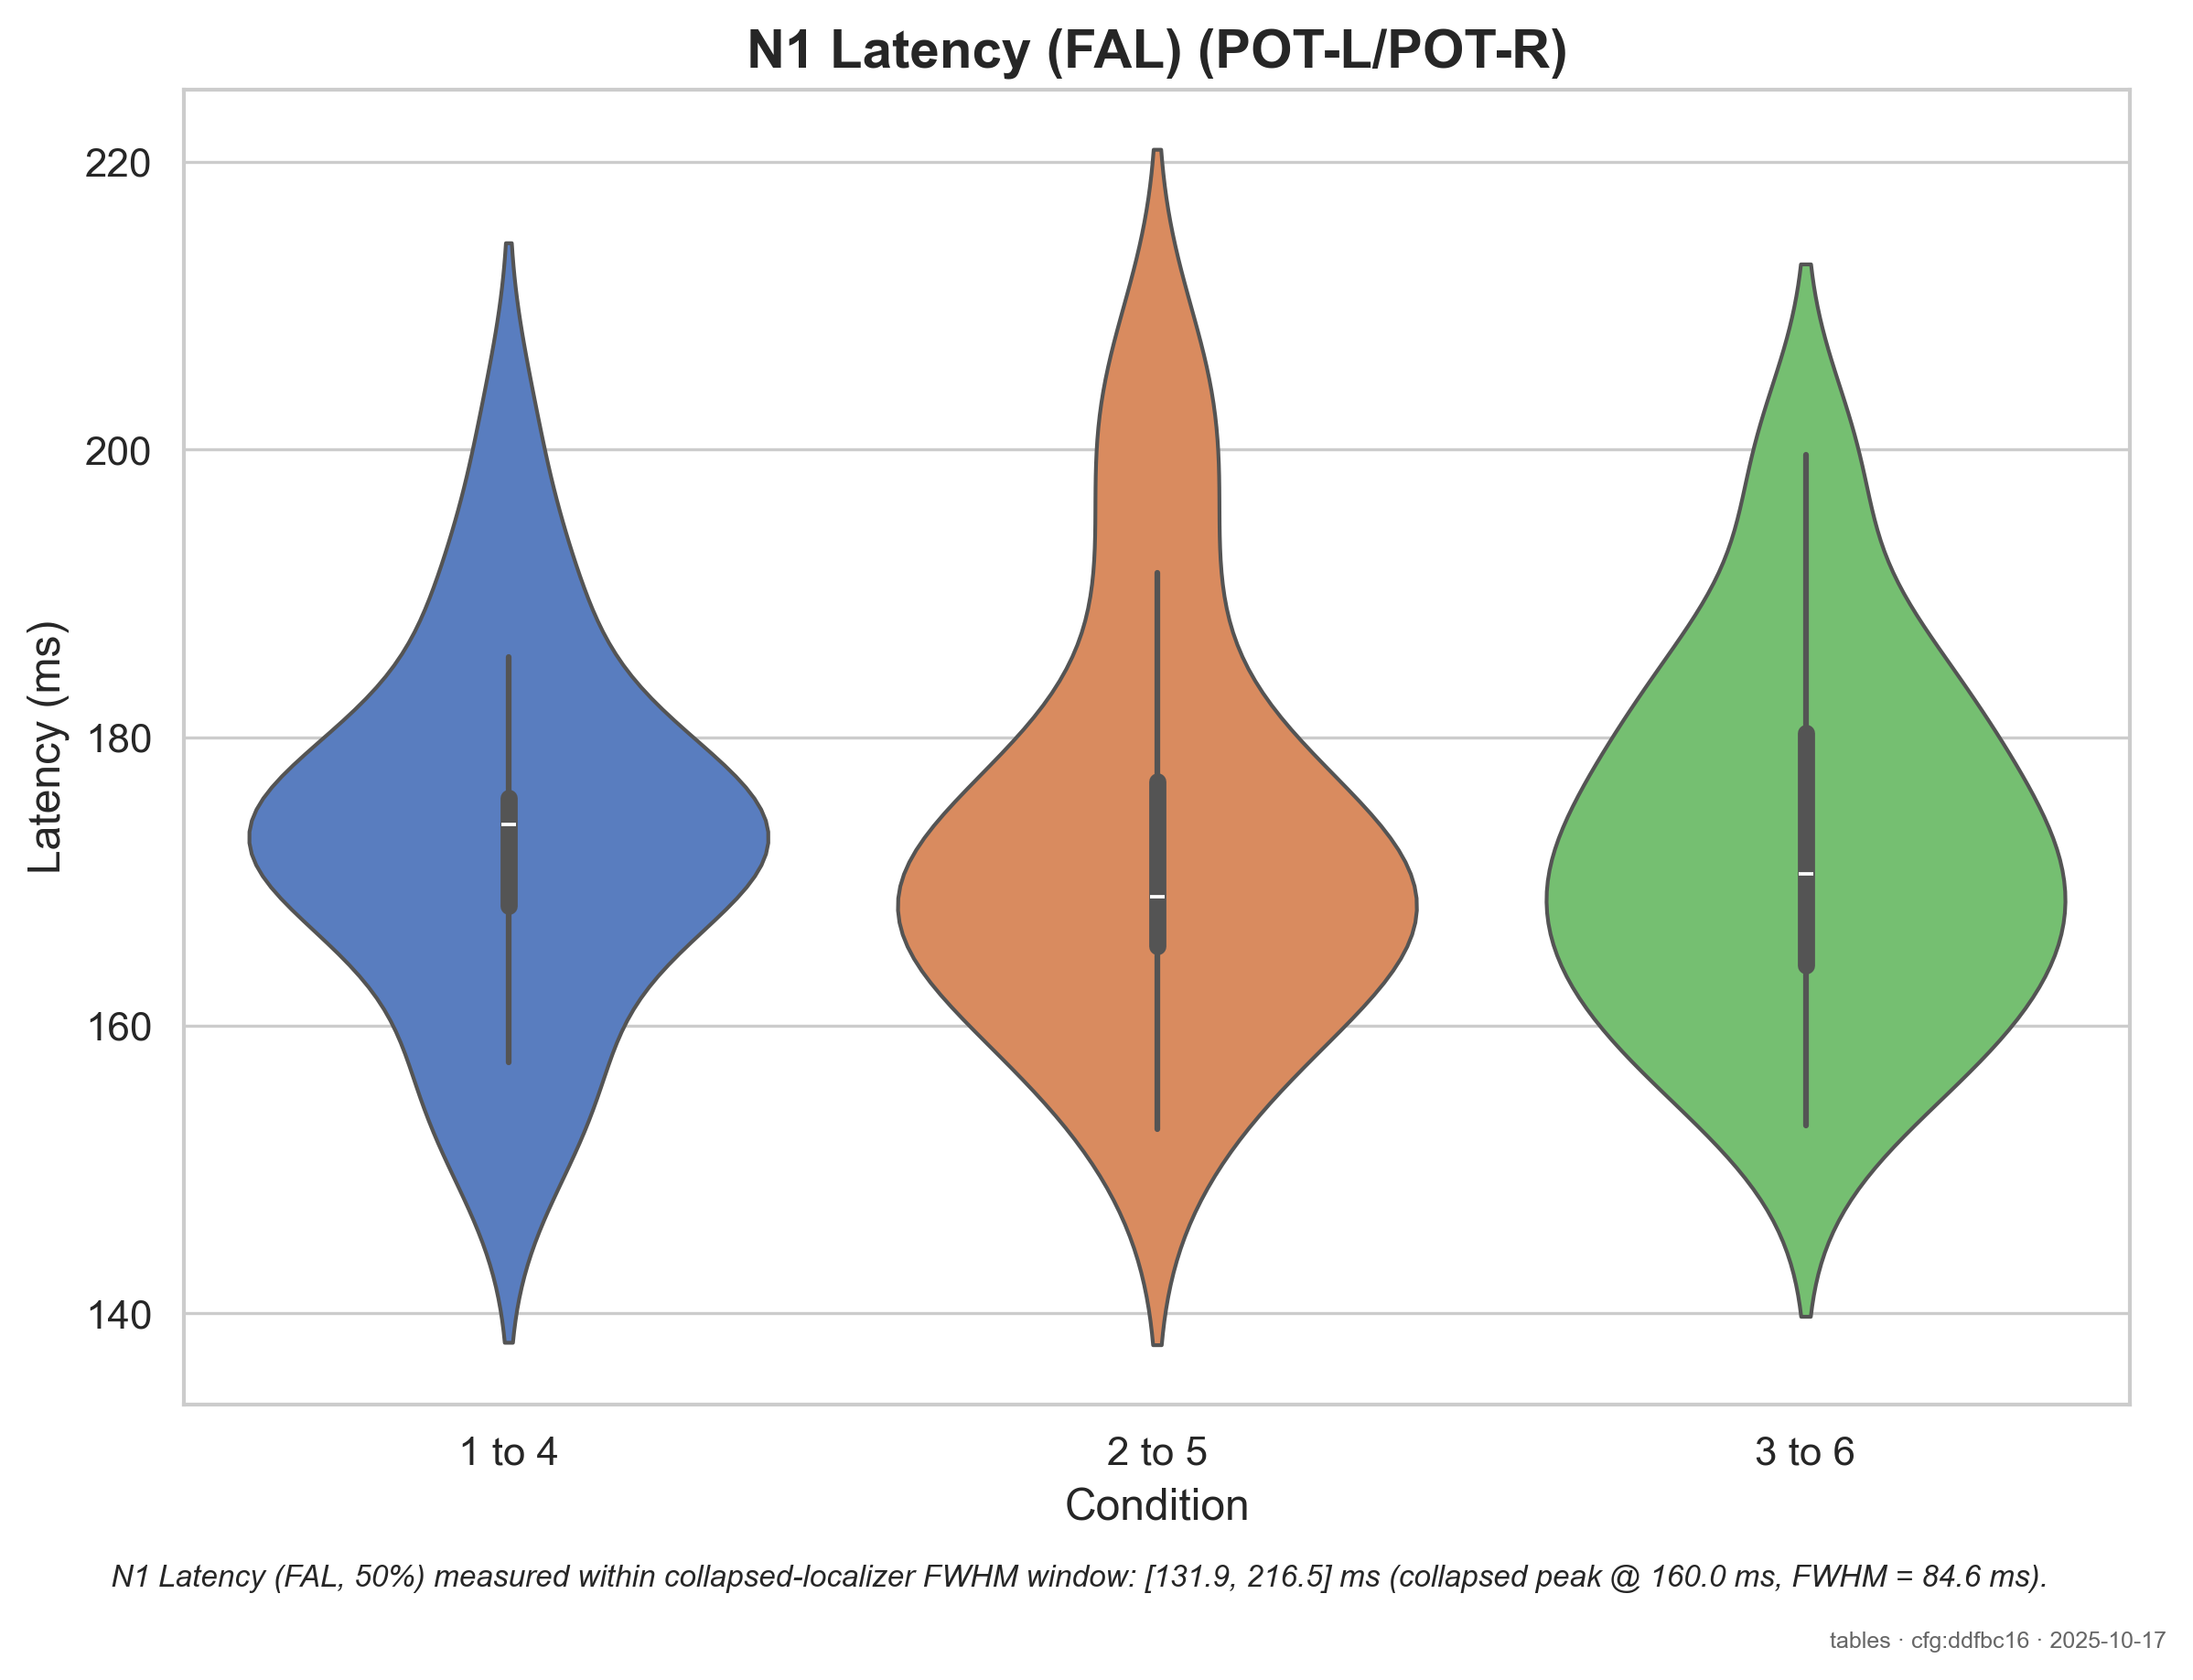 N1 Latency (FAL) (POT-L/POT-R)
Latency (ms)
220
200
180
160
140
1 to 4
2 to 5
3 to 6
Condition
N1 Latency (FAL, 50%) measured within collapsed-localizer FWHM window: [131.9, 216.5] ms (collapsed peak @ 160.0 ms, FWHM = 84.6 ms).
tables · cfg:ddfbc16 · 2025-10-17